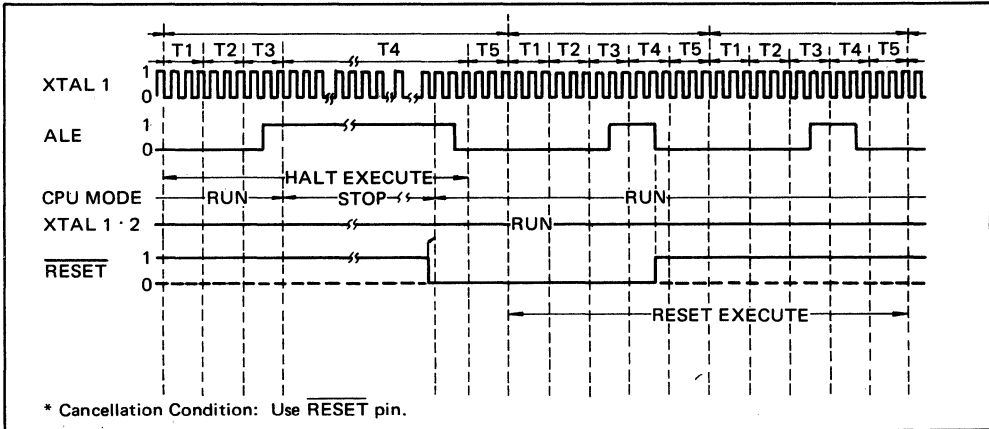 T1 T2 T3 T4 T5 T1 T2 T3 T4 T5 T1 T2 T3 T4 T5
XTAL 1 1
0
ALE 1
0
HALT EXECUTE
CPU MODE RUN STOP RUN
XTAL 1 · 2 RUN
RESET 1
0
RESET EXECUTE
* Cancellation Condition: Use RESET pin.